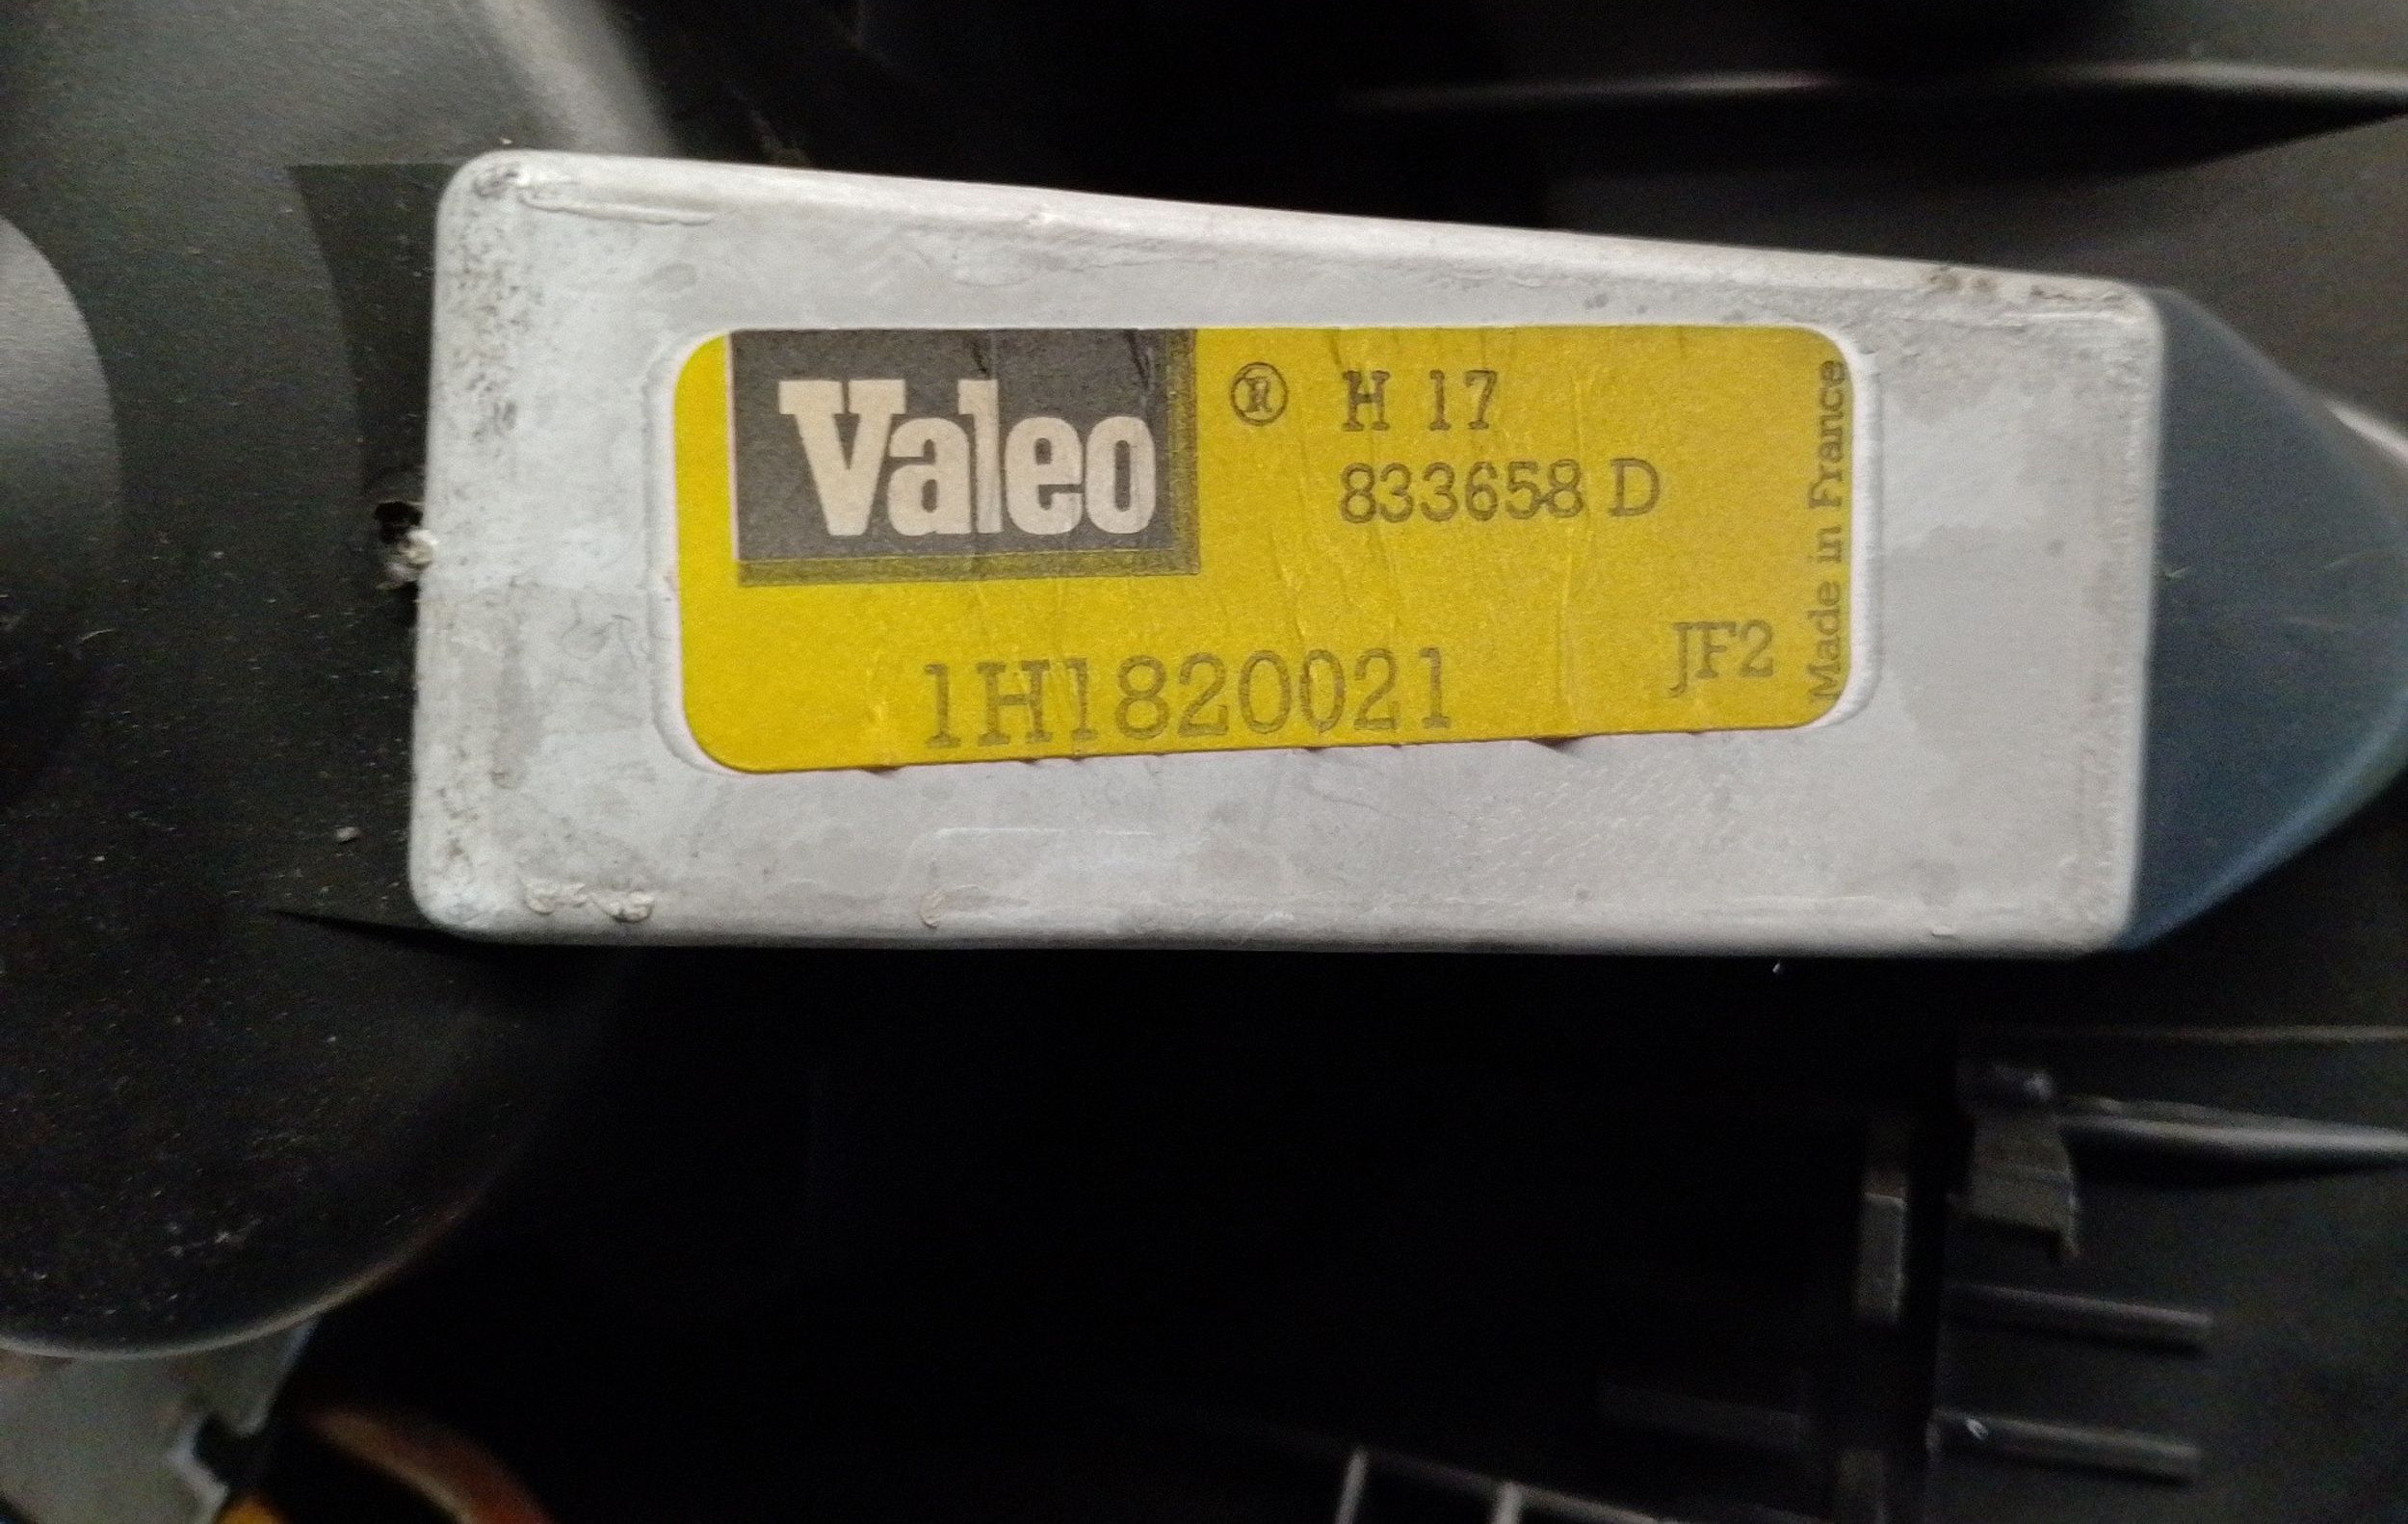 Valeo
® H 17
833658 D
1H1820021
JF2
Made in France